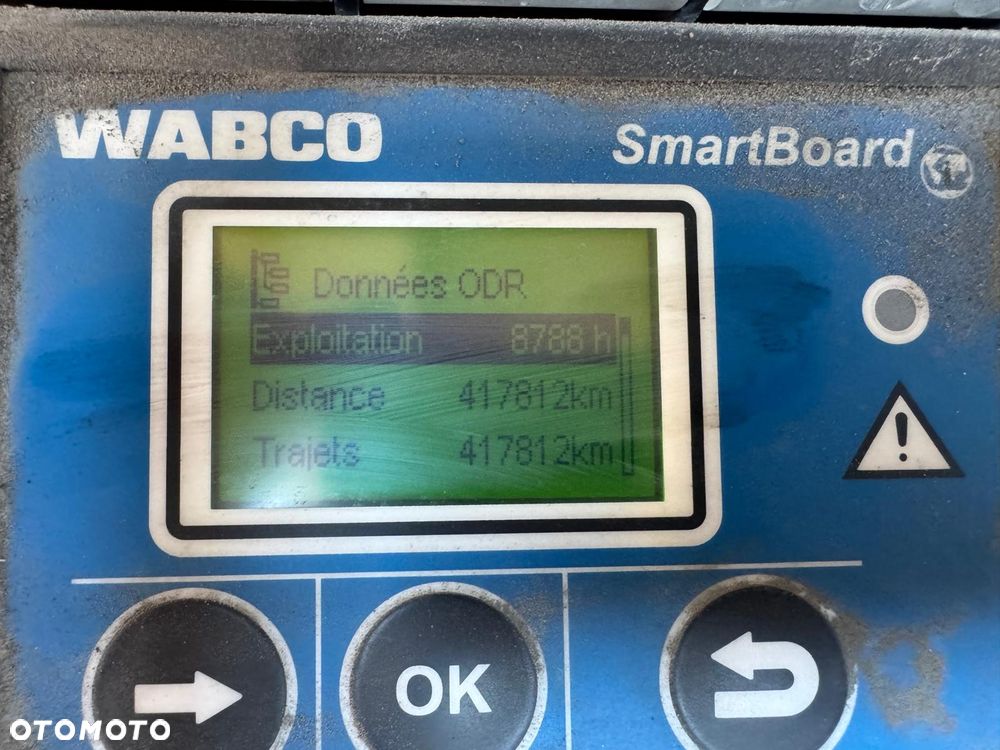 WABCO
SmartBoard
Données ODR
Exploitation 8788 h
Distance 417812km
Trajets 417812km
OK
OTOMOTO